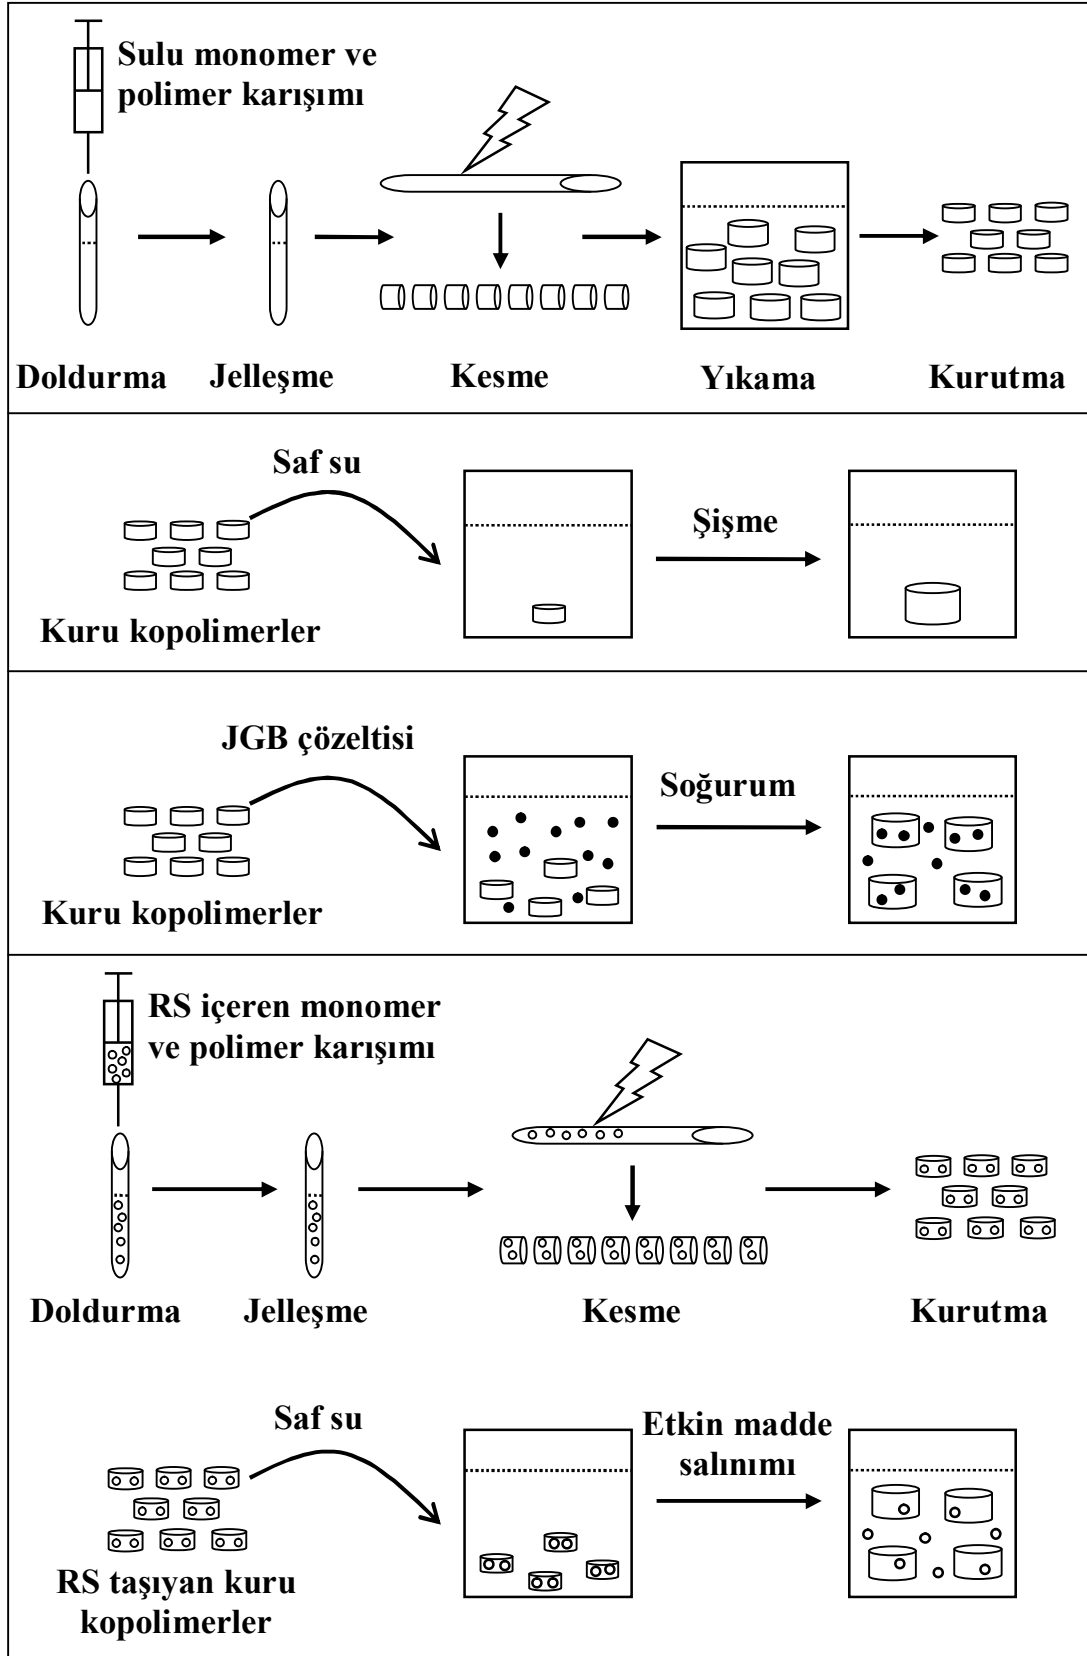 Sulu monomer ve
polimer karışımı
Doldurma
Jelleşme
Kesme
Yıkama
Kurutma
Saf su
Şişme
Kuru kopolimerler
JGB çözeltisi
Soğurum
Kuru kopolimerler
RS içeren monomer
ve polimer karışımı
Doldurma
Jelleşme
Kesme
Kurutma
Saf su
Etkin madde
salınımı
RS taşıyan kuru
kopolimerler